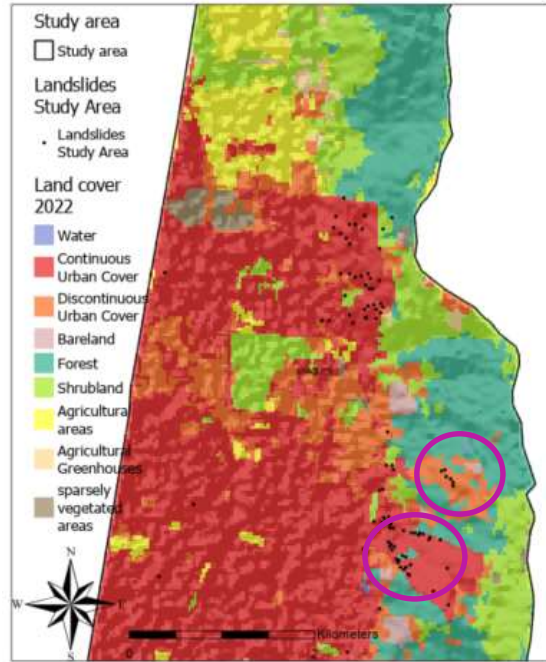 Study area
Study area
Landslides
Study Area
Landslides
Study Area
Land cover
2022
Water
Continuous
Urban Cover
Discontinuous
Urban Cover
Bareland
Forest
Shrubland
Agricultural
areas
Agricultural
Greenhouses
sparsely
vegetated
areas
N
W
E
S
Kilometers
0